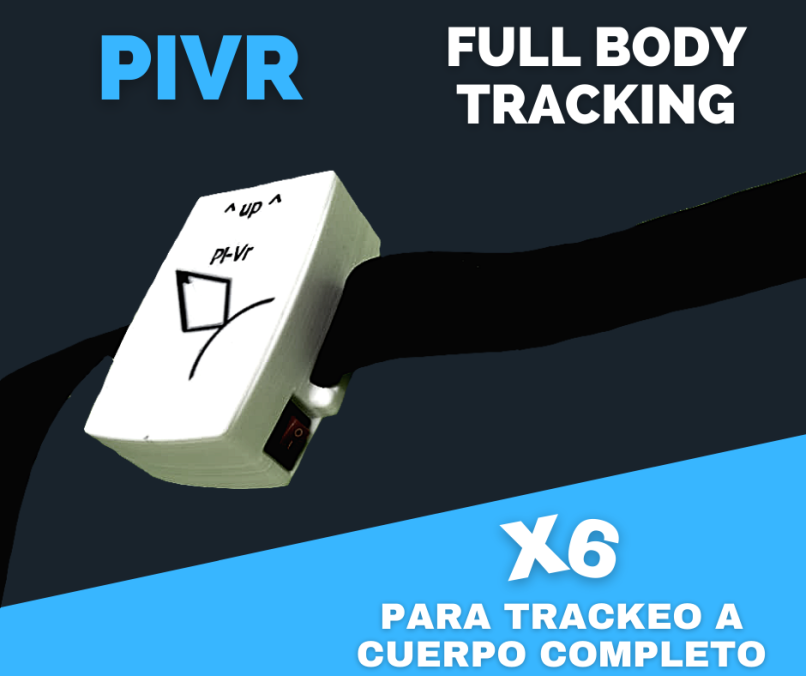 PIVR
FULL BODY
TRACKING
^ up ^
PI-Vr
O
I
X6
PARA TRACKEO A
CUERPO COMPLETO